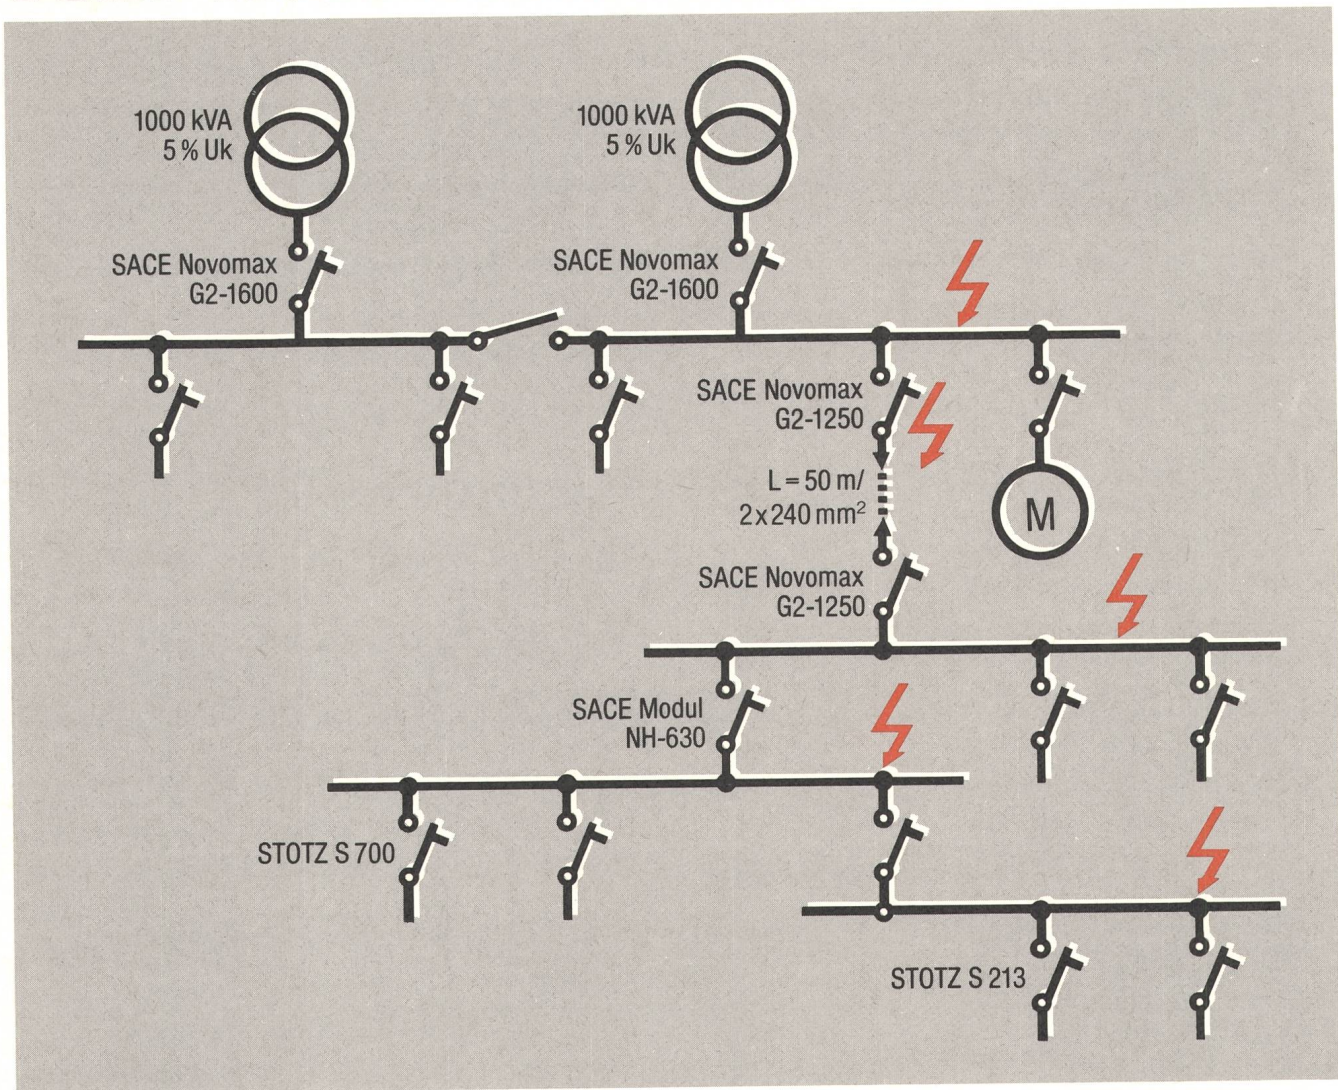 1000 kVA
5 % Uk
1000 kVA
5 % Uk
SACE Novomax
G2-1600
SACE Novomax
G2-1600
SACE Novomax
G2-1250
L = 50 m/
2 x 240 mm²
M
SACE Novomax
G2-1250
SACE Modul
NH-630
STOTZ S 700
STOTZ S 213